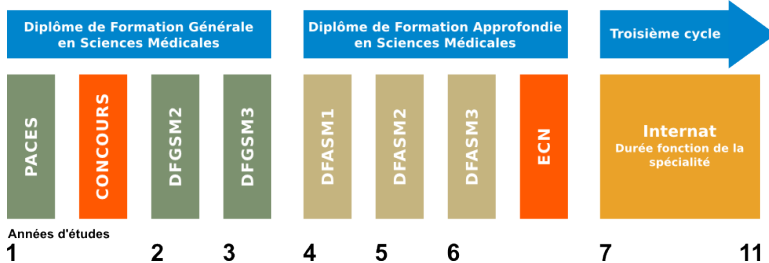 Diplôme de Formation Générale
en Sciences Médicales
Diplôme de Formation Approfondie
en Sciences Médicales
Troisième cycle
PACES
CONCOURS
DFGSM2
DFGSM3
DFASM1
DFASM2
DFASM3
ECN
Internat
Durée fonction de la
spécialité
Années d'études
1 2 3 4 5 6 7 11